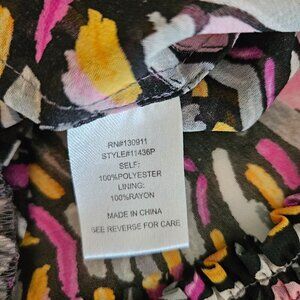 RN#130911
STYLE#11436P
SELF:
100%POLYESTER
LINING:
100%RAYON
MADE IN CHINA
SEE REVERSE FOR CARE